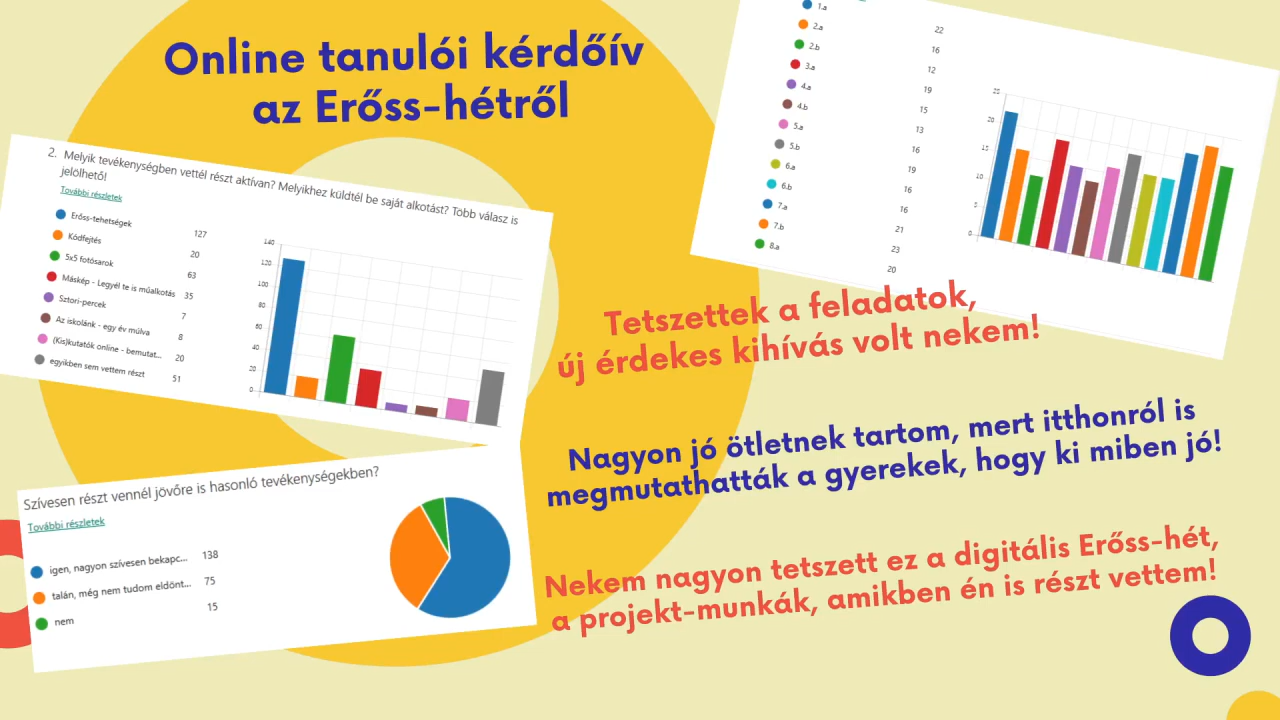 Online tanulói kérdőív
az Erőss-hétről
2. Melyik tevékenységben vettél részt aktívan? Melyikhez küldtél be saját alkotást? Több válasz is
jelölhető!
További részletek
Erőss-tehetségek 127
Kódfejtés 20
5x5 fotósarok 63
Máskép - Legyél te is műalkotás 35
Sztori-percek 7
Az iskolánk - egy év múlva 8
(Kis)kutatók online - bemutat... 20
egyikben sem vettem részt 51
140
120
100
80
60
40
20
0
1.a 22
2.a 16
2.b 12
3.a 19
4.a 15
4.b 13
5.a 16
5.b 19
6.a 16
6.b 16
7.a 21
7.b 23
8.a 20
25
20
15
10
5
0
Tetszettek a feladatok,
új érdekes kihívás volt nekem!
Nagyon jó ötletnek tartom, mert itthonról is
megmutathatták a gyerekek, hogy ki miben jó!
Szívesen részt vennél jövőre is hasonló tevékenységekben?
További részletek
igen, nagyon szívesen bekapc... 138
talán, még nem tudom eldönt... 75
nem 15
Nekem nagyon tetszett ez a digitális Erőss-hét,
a projekt-munkák, amikben én is részt vettem!